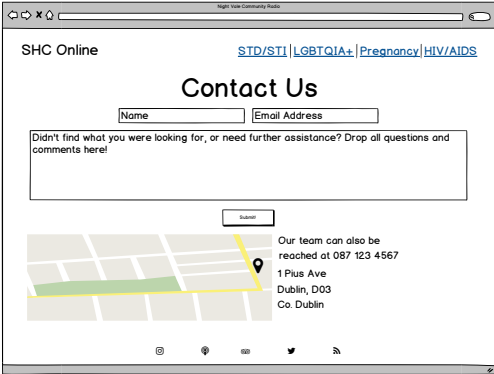 Night Vale Community Radio
SHC Online
STD/STI LGBTQIA+ Pregnancy HIV/AIDS
Contact Us
Name
Email Address
Didn't find what you were looking for, or need further assistance? Drop all questions and
comments here!
Submit!
Our team can also be
reached at 087 123 4567
1 Pius Ave
Dublin, D03
Co. Dublin